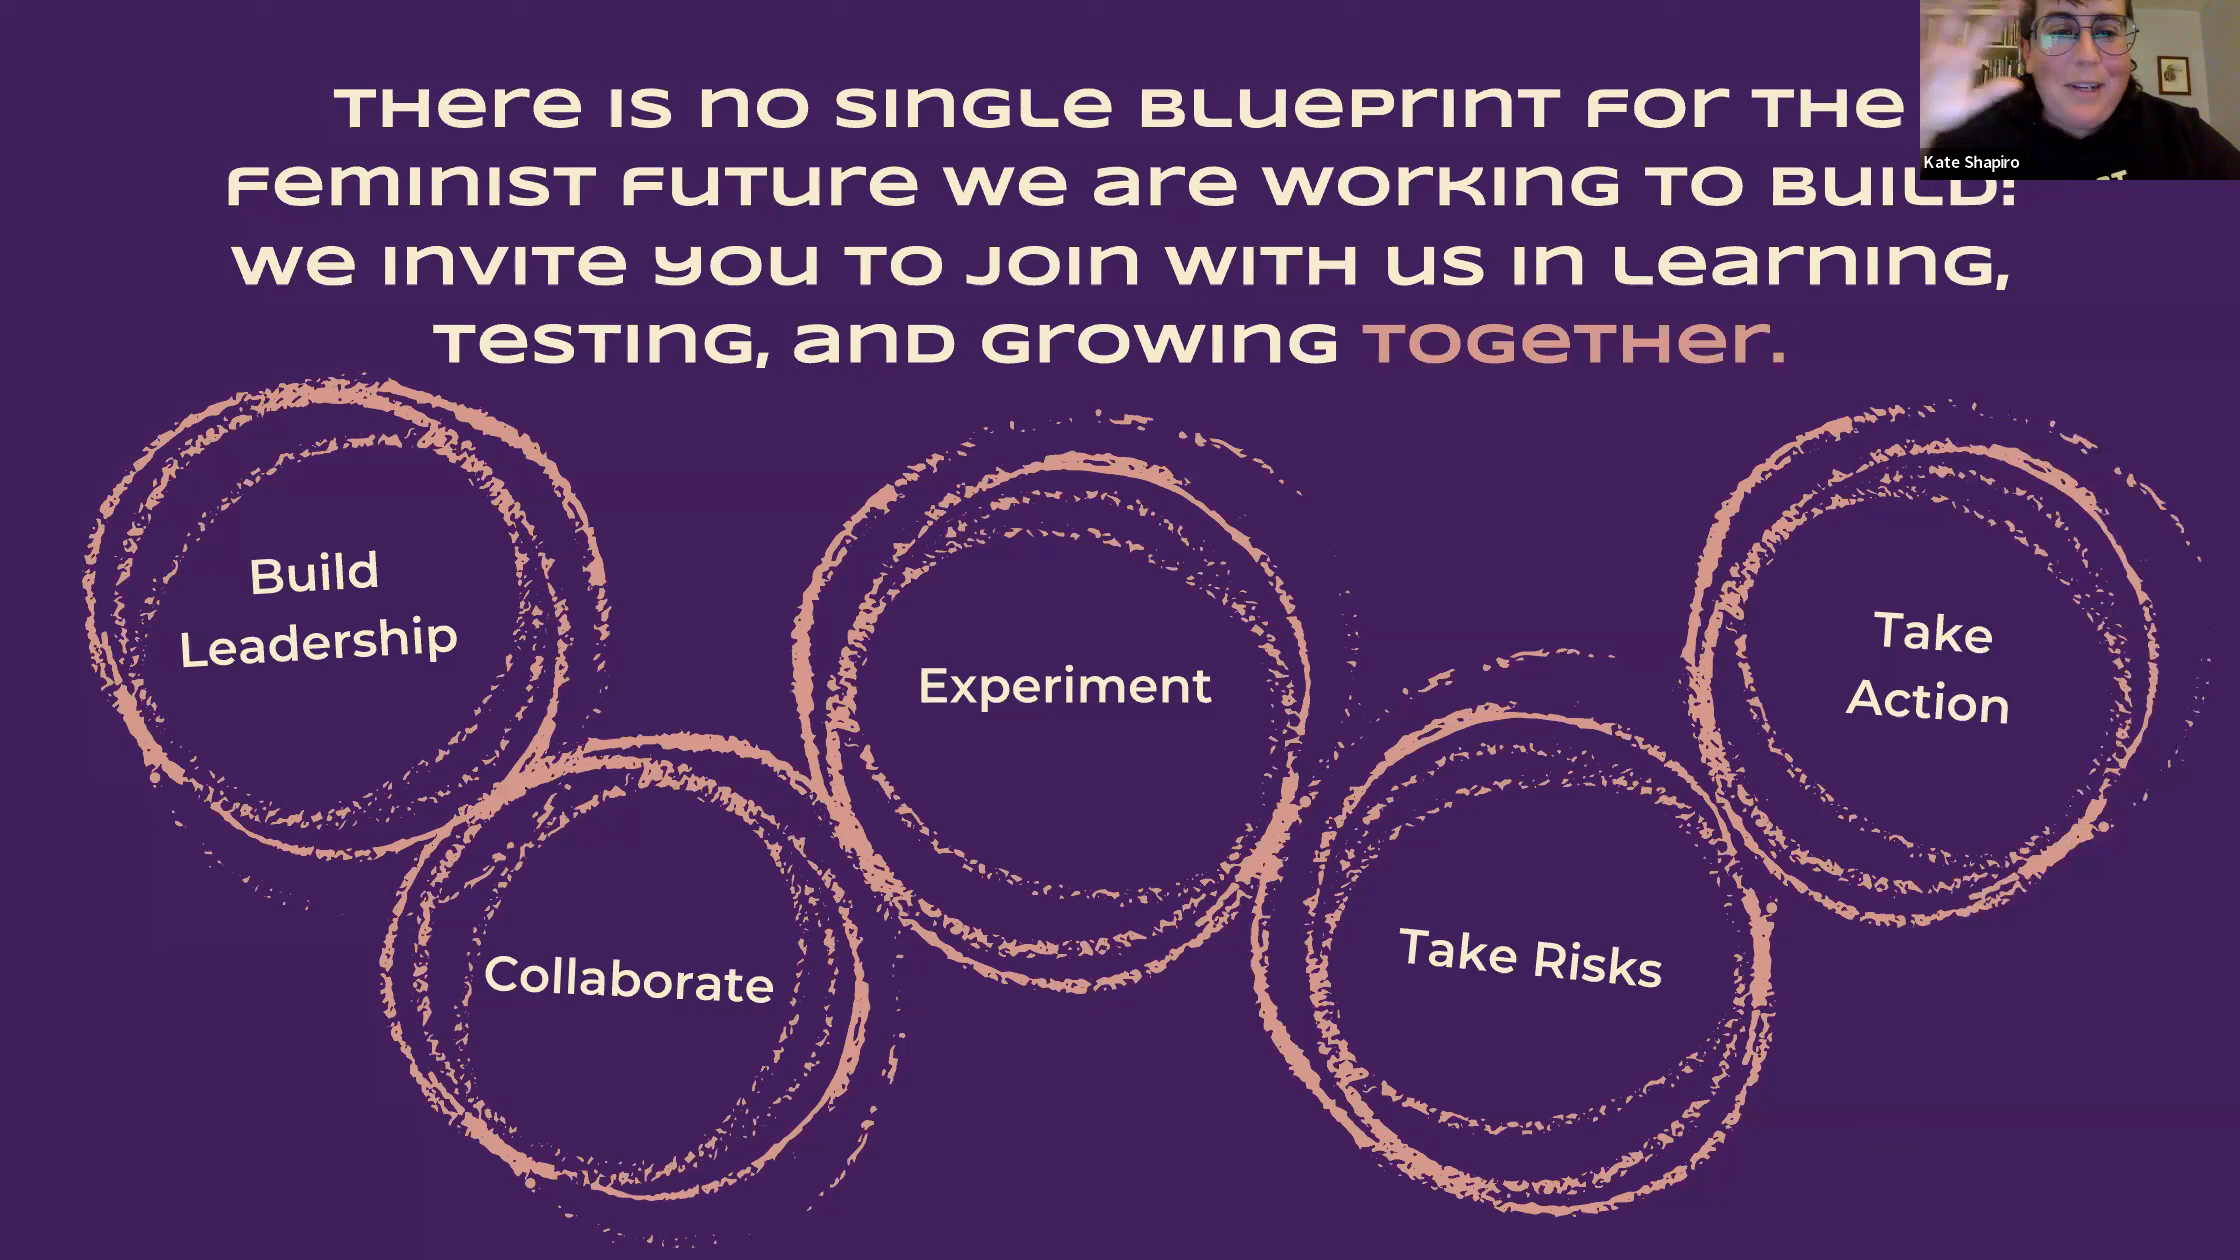 THERE IS NO SINGLE BLUEPRINT FOR THE
FEMINIST FUTURE WE ARE WORKING TO BUILD:
WE INVITE YOU TO JOIN WITH US IN LEARNING,
TESTING, AND GROWING TOGETHER.
Kate Shapiro
Build
Leadership
Collaborate
Experiment
Take Risks
Take
Action